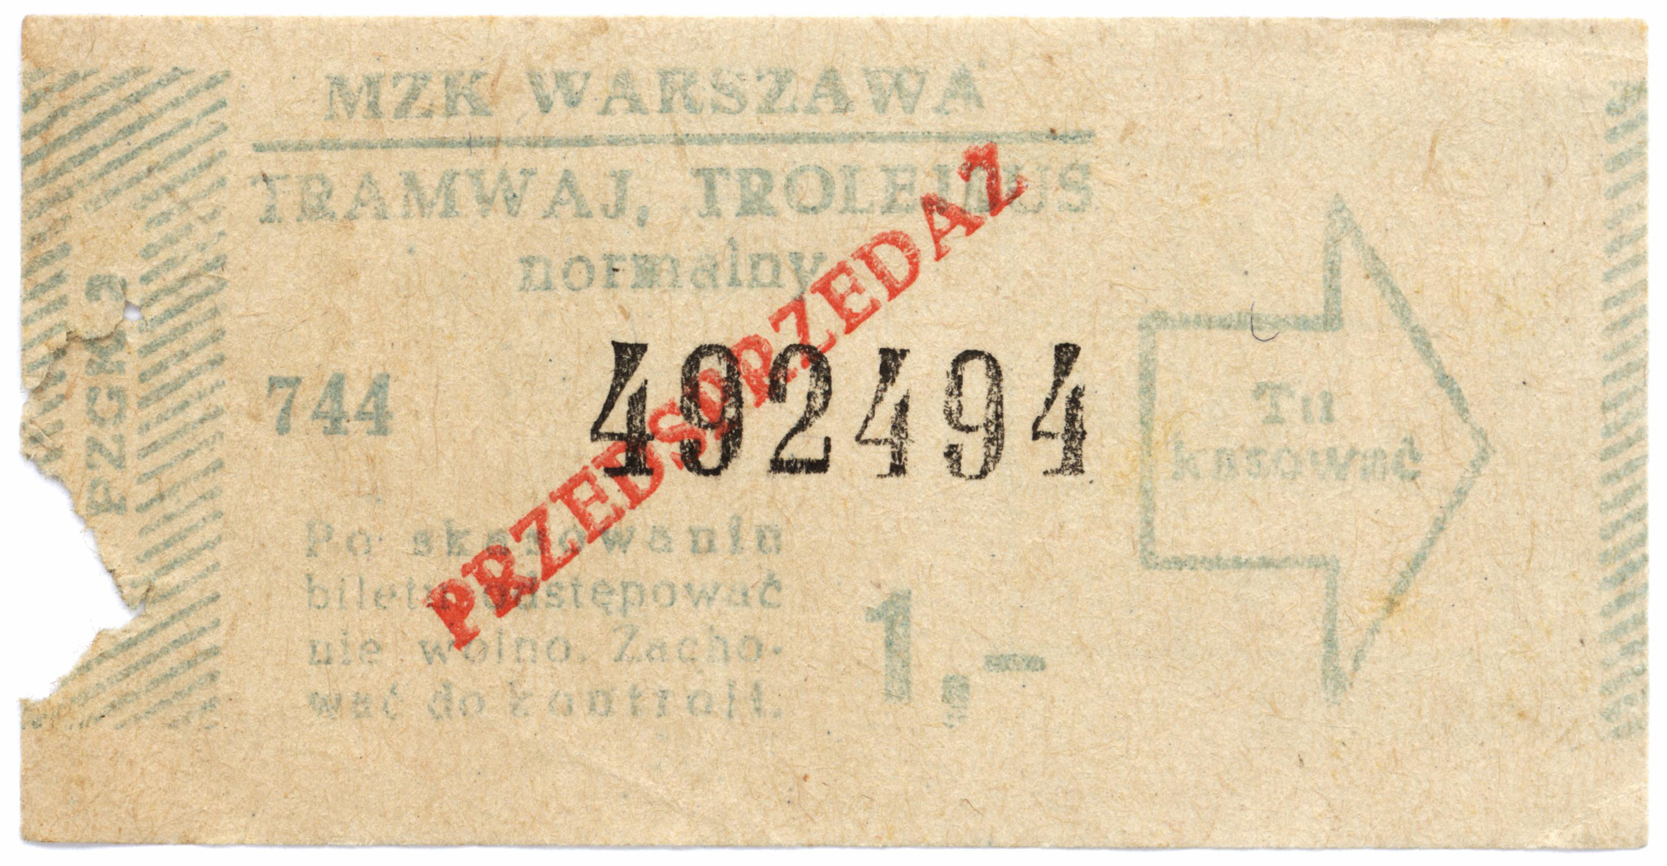 MZK WARSZAWA
TRAMWAJ, TROLEJBUS
normalny
PRZEDSPRZEDAŻ
744
492494
Po skasowaniu
biletu odstępować
nie wolno. Zacho-
wać do kontroli.
1,-
Tu
kasować
PZGK 3